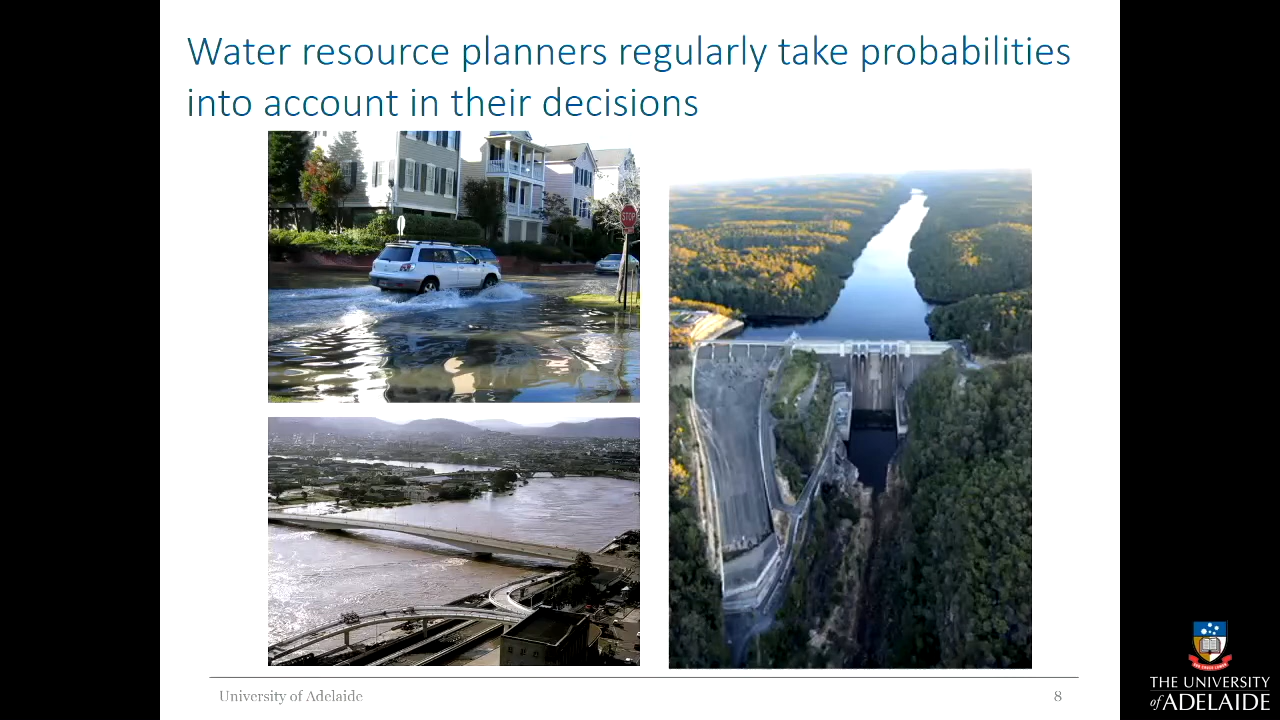 Water resource planners regularly take probabilities
into account in their decisions
STOP
University of Adelaide
8
THE UNIVERSITY
of ADELAIDE